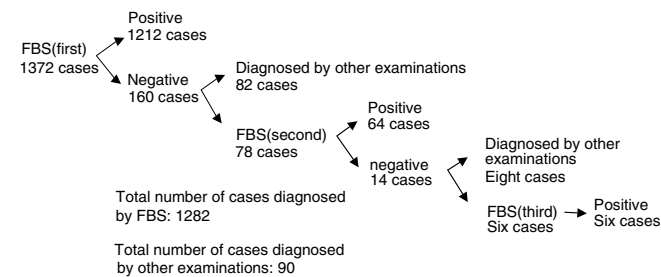 Positive
1212 cases
FBS(first)
1372 cases
Negative
160 cases
Diagnosed by other examinations
82 cases
FBS(second)
78 cases
Positive
64 cases
negative
14 cases
Diagnosed by other
examinations
Eight cases
FBS(third)
Six cases
Positive
Six cases
Total number of cases diagnosed
by FBS: 1282
Total number of cases diagnosed
by other examinations: 90